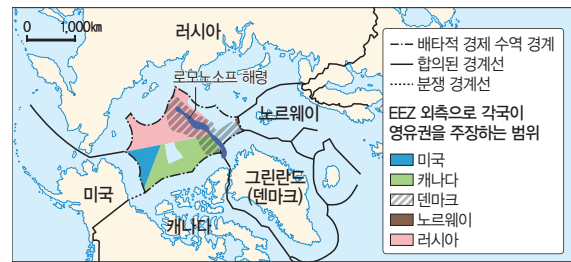 0 1,000km
러시아
로모노소프 해령
노르웨이
그린란드
(덴마크)
미국
캐나다
배타적 경제 수역 경계
합의된 경계선
분쟁 경계선
EEZ 외측으로 각국이
영유권을 주장하는 범위
미국
캐나다
덴마크
노르웨이
러시아